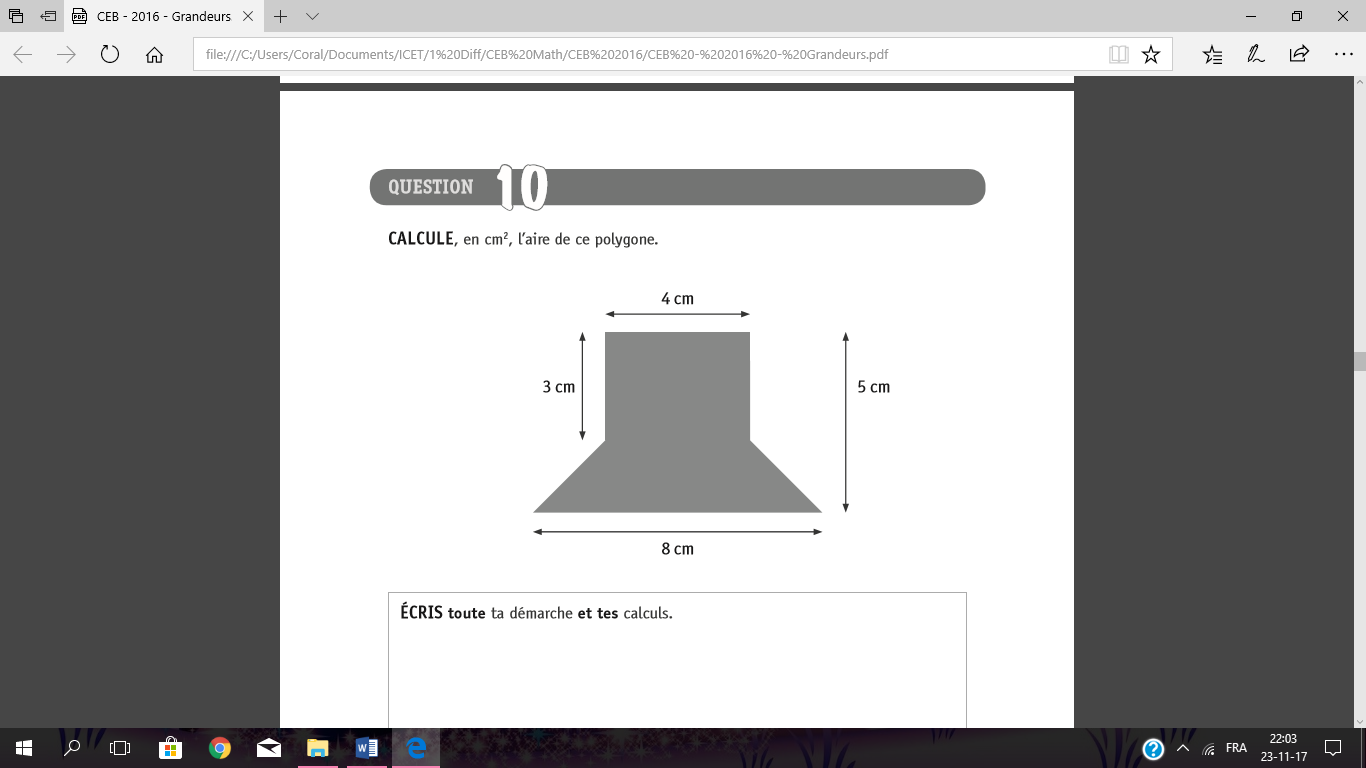 CEB - 2016 - Grandeurs
file:///C:/Users/Coral/Documents/ICET/1%20Diff/CEB%20Math/CEB%202016/CEB%20-%202016%20-%20Grandeurs.pdf
QUESTION 10
CALCULE, en cm², l’aire de ce polygone.
4 cm
3 cm
5 cm
8 cm
ÉCRIS toute ta démarche et tes calculs.
FRA
22:03
23-11-17